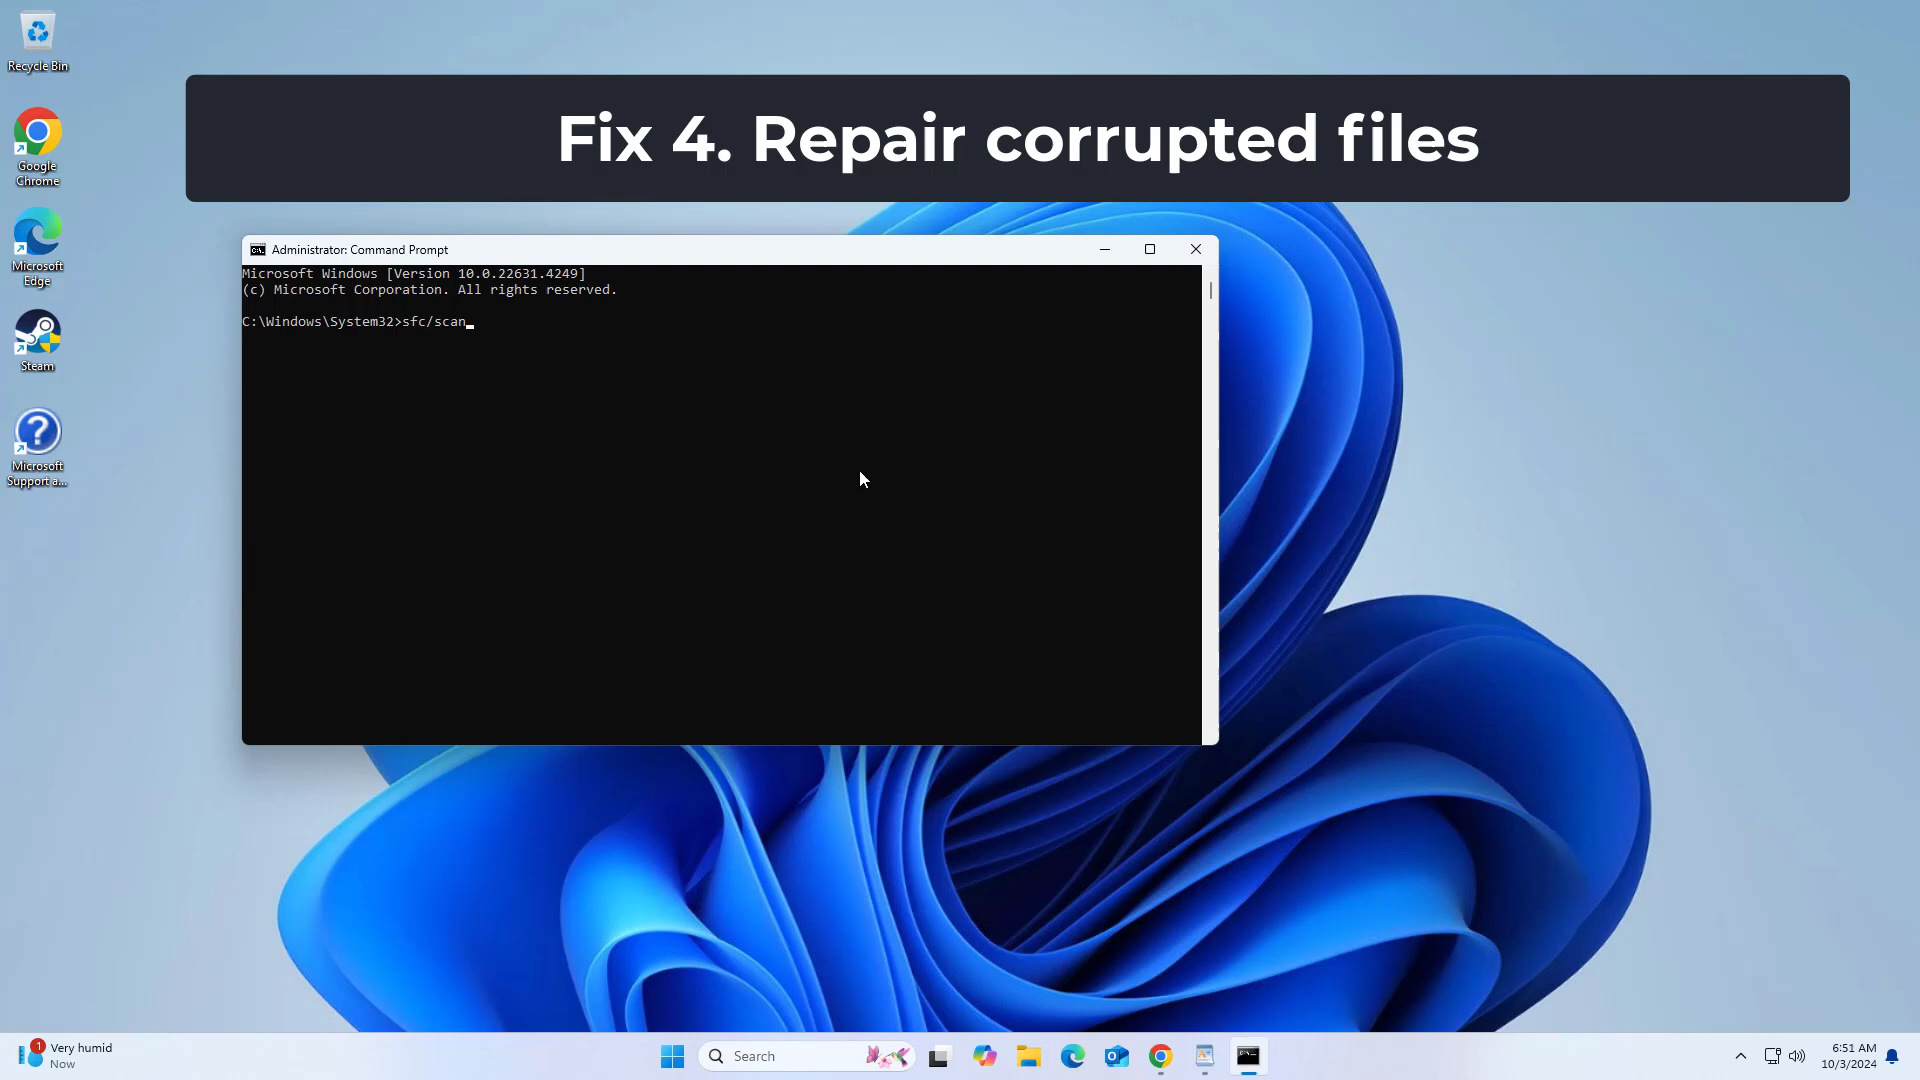 Recycle Bin
Google
Chrome
Microsoft
Edge
Steam
Microsoft
Support a...
Fix 4. Repair corrupted files
Administrator: Command Prompt
Microsoft Windows [Version 10.0.22631.4249]
(c) Microsoft Corporation. All rights reserved.
C:\Windows\System32>sfc/scan
1
Very humid
Now
Search
6:51 AM
10/3/2024